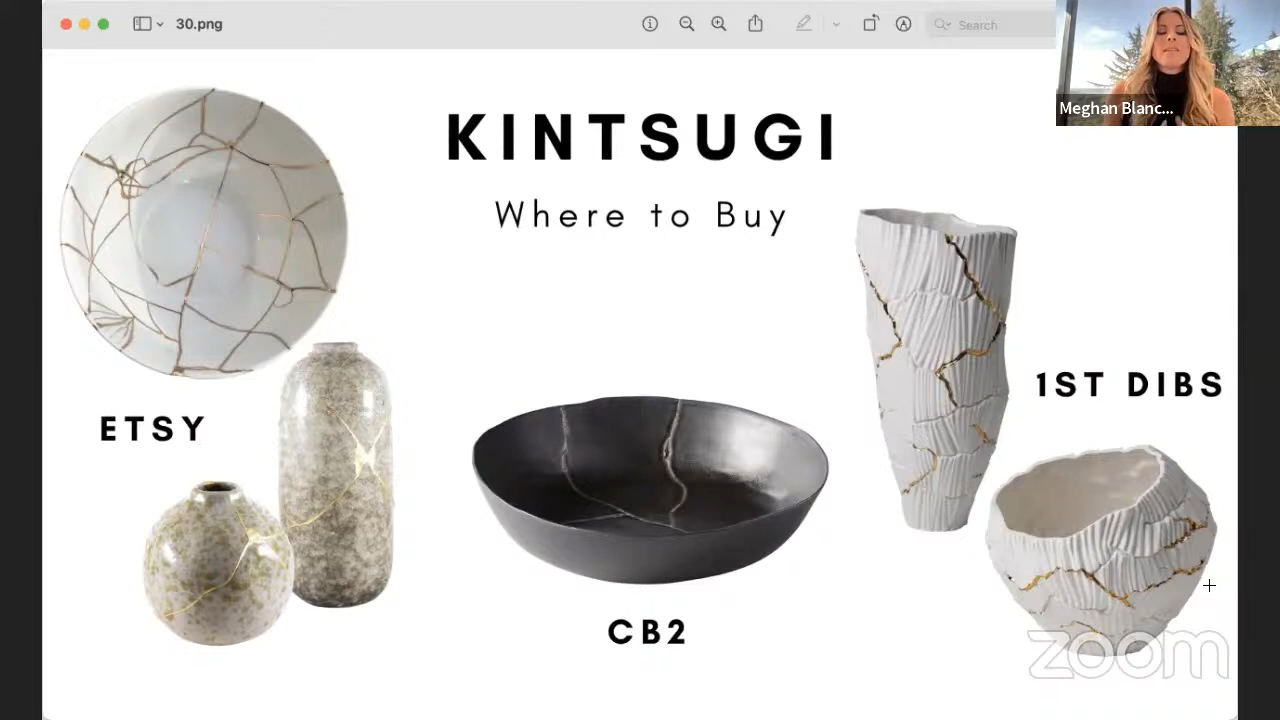 30.png
Search
Meghan Blanc...
KINTSUGI
Where to Buy
1ST DIBS
ETSY
CB2
zoom